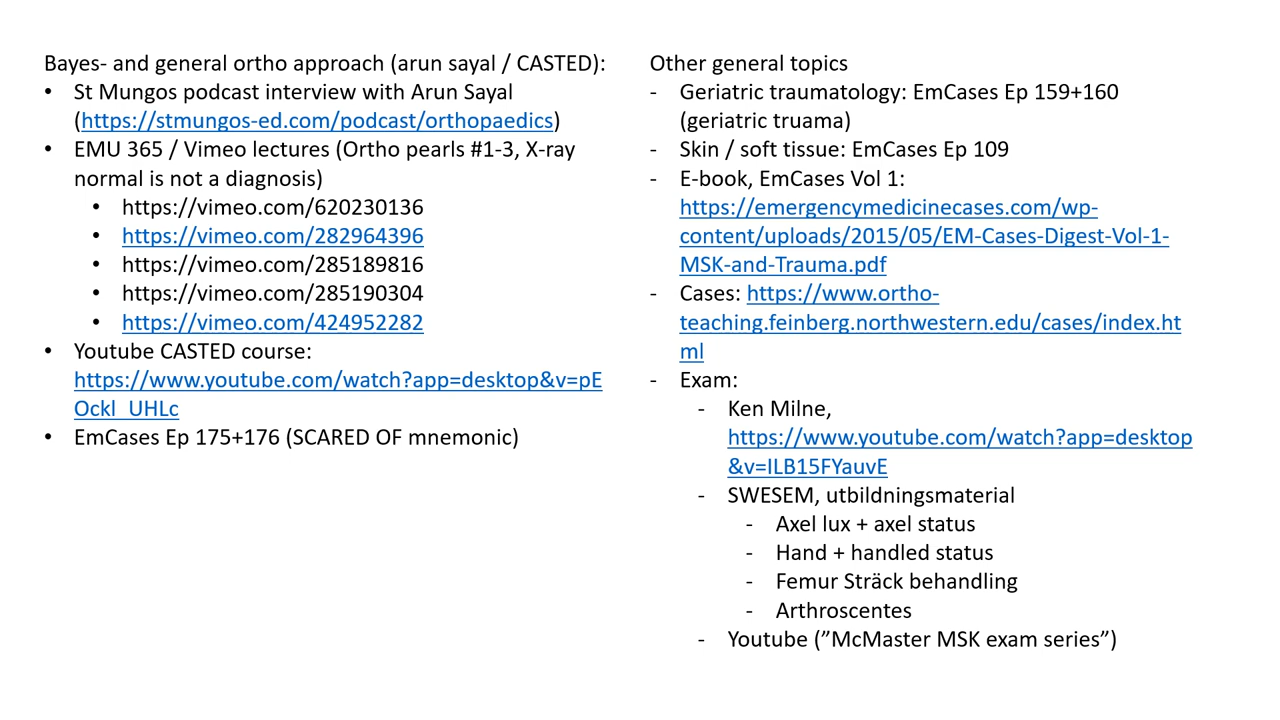 Bayes- and general ortho approach (arun sayal / CASTED):
• St Mungos podcast interview with Arun Sayal
(https://stmungos-ed.com/podcast/orthopaedics)
• EMU 365 / Vimeo lectures (Ortho pearls #1-3, X-ray
normal is not a diagnosis)
• https://vimeo.com/620230136
• https://vimeo.com/282964396
• https://vimeo.com/285189816
• https://vimeo.com/285190304
• https://vimeo.com/424952282
• Youtube CASTED course:
https://www.youtube.com/watch?app=desktop&v=pE
Ockl_UHLc
• EmCases Ep 175+176 (SCARED OF mnemonic)
Other general topics
- Geriatric traumatology: EmCases Ep 159+160
(geriatric truama)
- Skin / soft tissue: EmCases Ep 109
- E-book, EmCases Vol 1:
https://emergencymedicinecases.com/wp-
content/uploads/2015/05/EM-Cases-Digest-Vol-1-
MSK-and-Trauma.pdf
- Cases: https://www.ortho-
teaching.feinberg.northwestern.edu/cases/index.ht
ml
- Exam:
- Ken Milne,
https://www.youtube.com/watch?app=desktop
&v=ILB15FYauvE
- SWESEM, utbildningsmaterial
- Axel lux + axel status
- Hand + handled status
- Femur Sträck behandling
- Arthroscentes
- Youtube (”McMaster MSK exam series”)